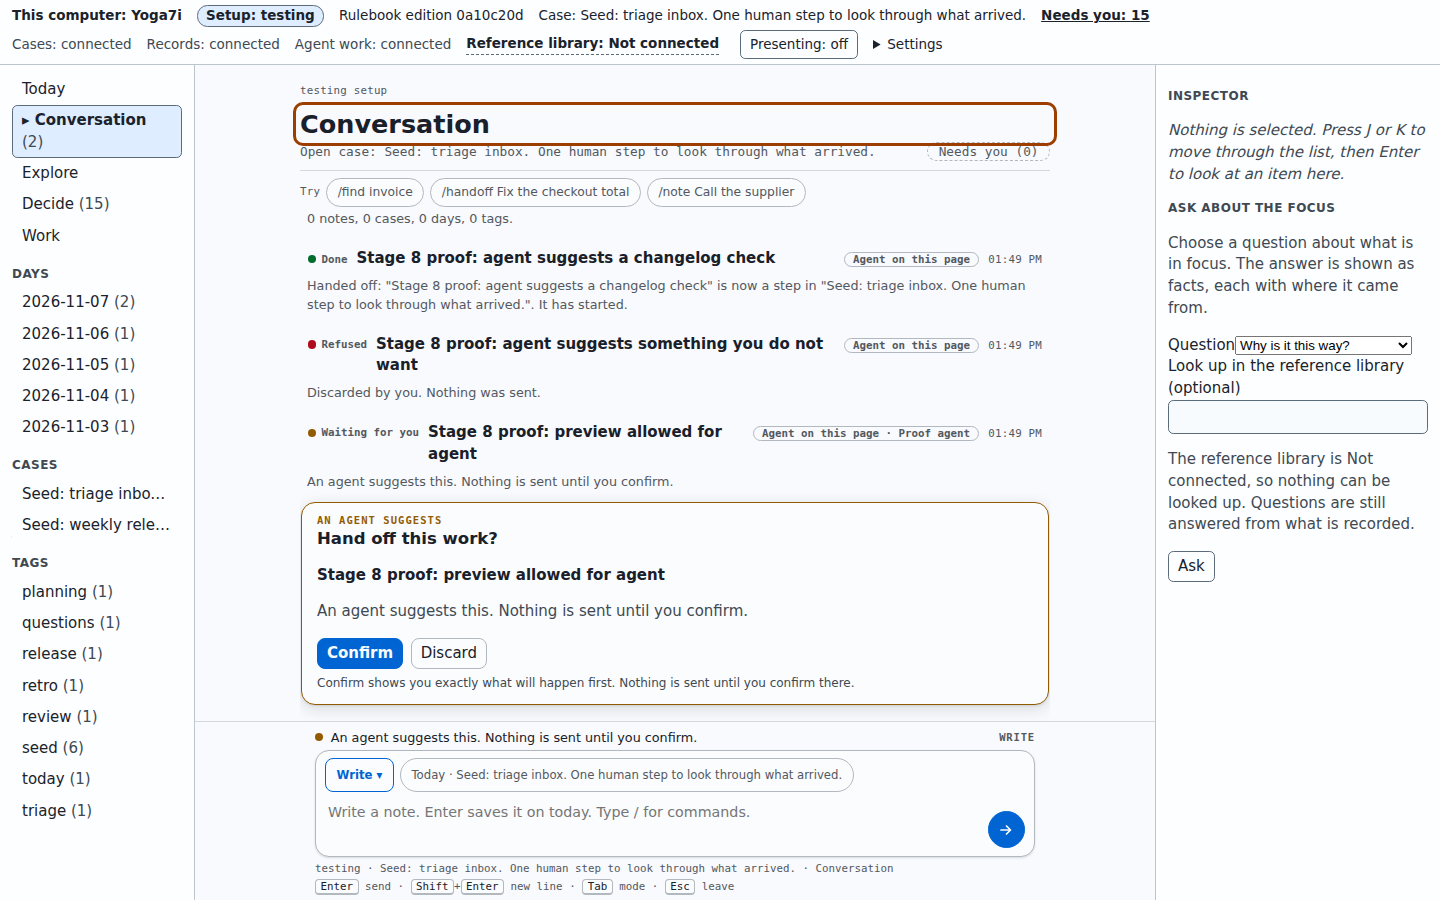 This computer: Yoga7i Setup: testing Rulebook edition 0a10c20d Case: Seed: triage inbox. One human step to look through what arrived. Needs you: 15
Cases: connected Records: connected Agent work: connected Reference library: Not connected Presenting: off ▶ Settings
Today
▸ Conversation
(2)
Explore
Decide (15)
Work
DAYS
2026-11-07 (2)
2026-11-06 (1)
2026-11-05 (1)
2026-11-04 (1)
2026-11-03 (1)
CASES
Seed: triage inbo…
Seed: weekly rele…
TAGS
planning (1)
questions (1)
release (1)
retro (1)
review (1)
seed (6)
today (1)
triage (1)
testing setup
Conversation
Open case: Seed: triage inbox. One human step to look through what arrived. Needs you (0)
Try /find invoice /handoff Fix the checkout total /note Call the supplier
0 notes, 0 cases, 0 days, 0 tags.
Done Stage 8 proof: agent suggests a changelog check Agent on this page 01:49 PM
Handed off: "Stage 8 proof: agent suggests a changelog check" is now a step in "Seed: triage inbox. One human
step to look through what arrived.". It has started.
Refused Stage 8 proof: agent suggests something you do not Agent on this page 01:49 PM
want
Discarded by you. Nothing was sent.
Waiting for you Stage 8 proof: preview allowed for Agent on this page · Proof agent 01:49 PM
agent
An agent suggests this. Nothing is sent until you confirm.
AN AGENT SUGGESTS
Hand off this work?
Stage 8 proof: preview allowed for agent
An agent suggests this. Nothing is sent until you confirm.
Confirm Discard
Confirm shows you exactly what will happen first. Nothing is sent until you confirm there.
An agent suggests this. Nothing is sent until you confirm. WRITE
Write ▾ Today · Seed: triage inbox. One human step to look through what arrived.
Write a note. Enter saves it on today. Type / for commands.
→
testing · Seed: triage inbox. One human step to look through what arrived. · Conversation
Enter send · Shift+Enter new line · Tab mode · Esc leave
INSPECTOR
Nothing is selected. Press J or K to
move through the list, then Enter
to look at an item here.
ASK ABOUT THE FOCUS
Choose a question about what is
in focus. The answer is shown as
facts, each with where it came
from.
Question Why is it this way?
Look up in the reference library
(optional)
The reference library is Not
connected, so nothing can be
looked up. Questions are still
answered from what is recorded.
Ask